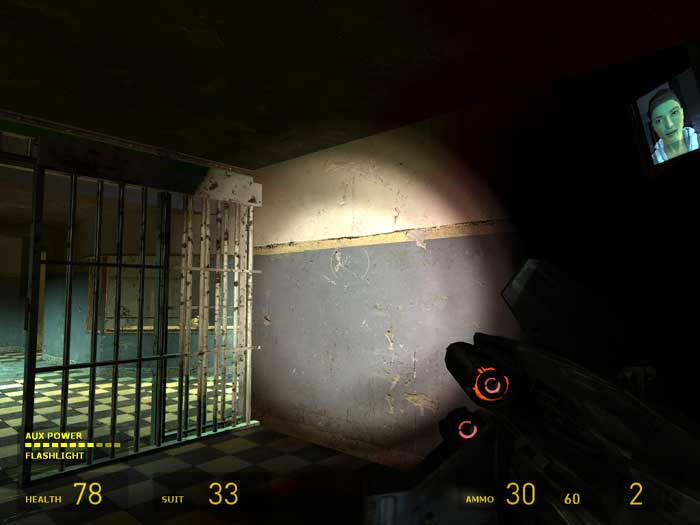 AUX POWER
FLASHLIGHT
HEALTH 78 SUIT 33 AMMO 30 60 2